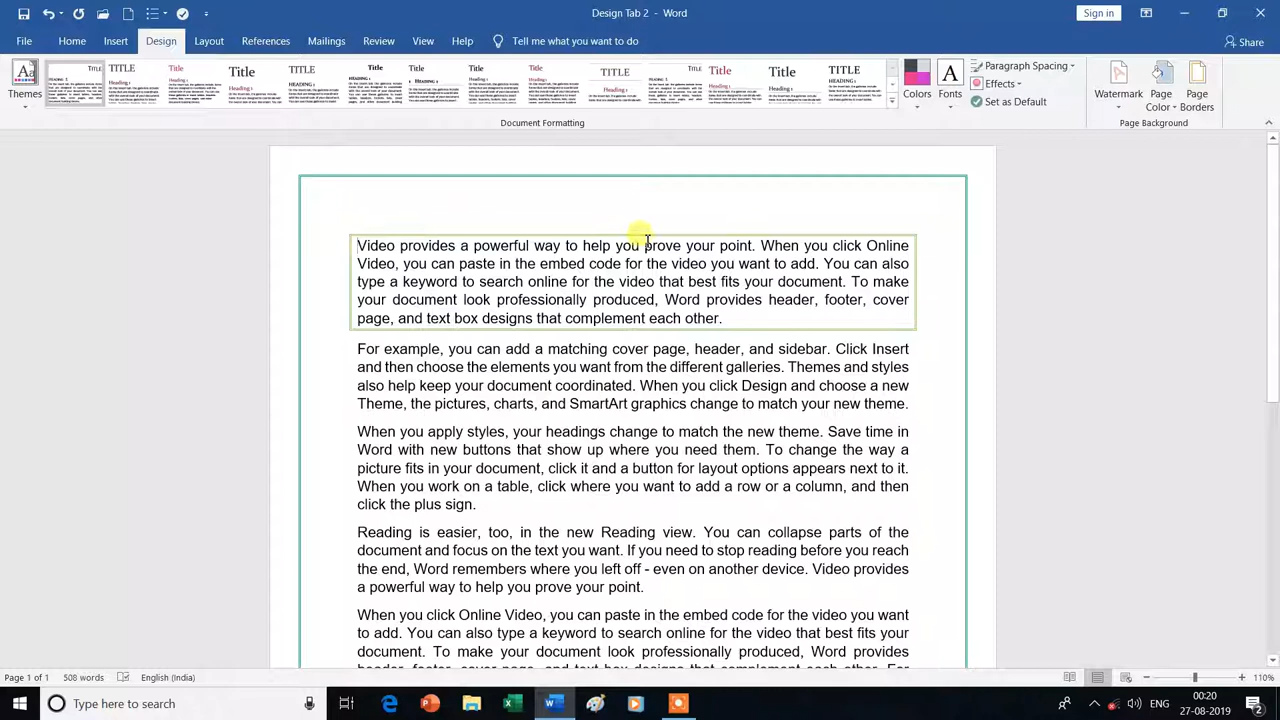 Design Tab 2 - Word
Sign in
File Home Insert Design Layout References Mailings Review View Help Tell me what you want to do Share
Themes
Colors Fonts
Paragraph Spacing
Effects
Set as Default
Watermark
Page Color
Page Borders
Document Formatting
Page Background
Video provides a powerful way to help you prove your point. When you click Online
Video, you can paste in the embed code for the video you want to add. You can also
type a keyword to search online for the video that best fits your document. To make
your document look professionally produced, Word provides header, footer, cover
page, and text box designs that complement each other.
For example, you can add a matching cover page, header, and sidebar. Click Insert
and then choose the elements you want from the different galleries. Themes and styles
also help keep your document coordinated. When you click Design and choose a new
Theme, the pictures, charts, and SmartArt graphics change to match your new theme.
When you apply styles, your headings change to match the new theme. Save time in
Word with new buttons that show up where you need them. To change the way a
picture fits in your document, click it and a button for layout options appears next to it.
When you work on a table, click where you want to add a row or a column, and then
click the plus sign.
Reading is easier, too, in the new Reading view. You can collapse parts of the
document and focus on the text you want. If you need to stop reading before you reach
the end, Word remembers where you left off - even on another device. Video provides
a powerful way to help you prove your point.
When you click Online Video, you can paste in the embed code for the video you want
to add. You can also type a keyword to search online for the video that best fits your
document. To make your document look professionally produced, Word provides
header, footer, cover page, and text box designs that complement each other. For
Page 1 of 1 508 words English (India) 110%
Type here to search
ENG
00:20
27-08-2019